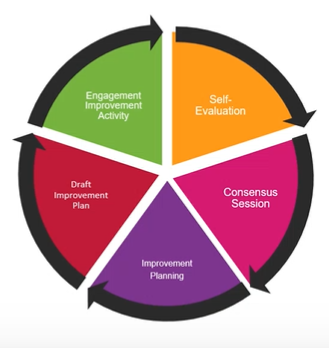 Engagement
Improvement
Activity
Self-
Evaluation
Consensus
Session
Improvement
Planning
Draft
Improvement
Plan